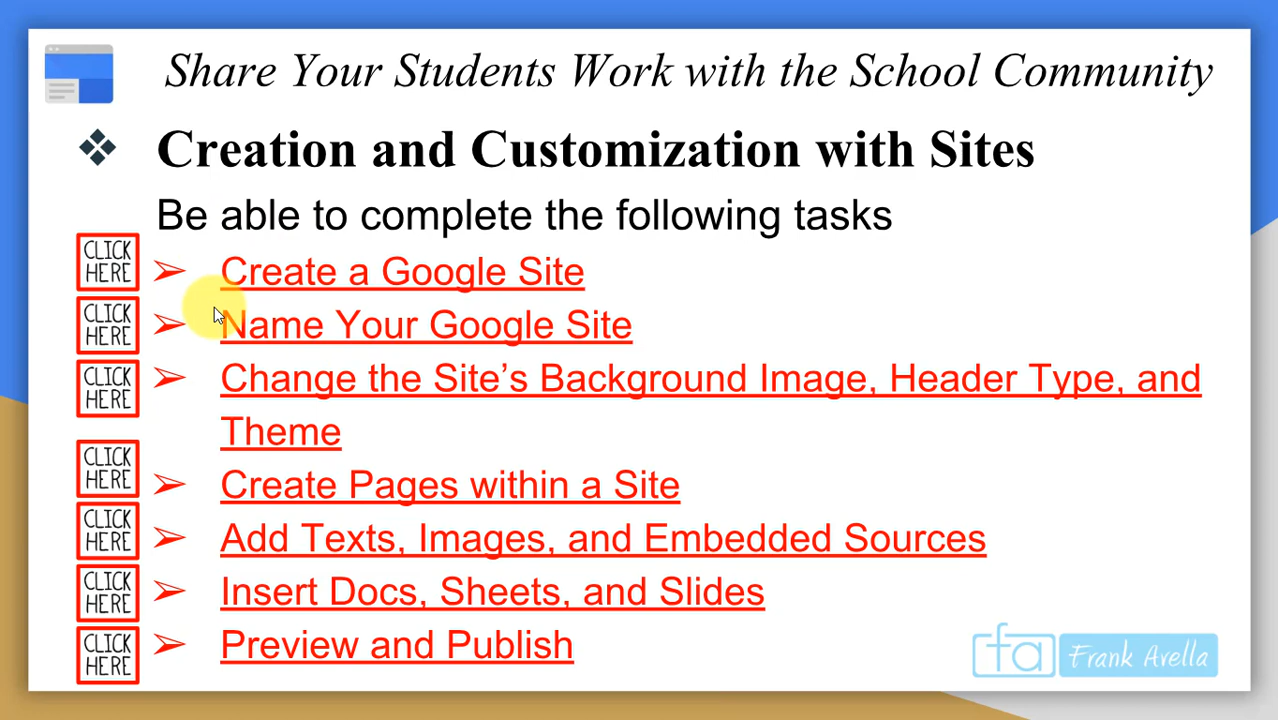 Share Your Students Work with the School Community
❖ Creation and Customization with Sites
Be able to complete the following tasks
CLICK HERE ➢ Create a Google Site
CLICK HERE ➢ Name Your Google Site
CLICK HERE ➢ Change the Site’s Background Image, Header Type, and
Theme
CLICK HERE ➢ Create Pages within a Site
CLICK HERE ➢ Add Texts, Images, and Embedded Sources
CLICK HERE ➢ Insert Docs, Sheets, and Slides
CLICK HERE ➢ Preview and Publish
fa Frank Avella